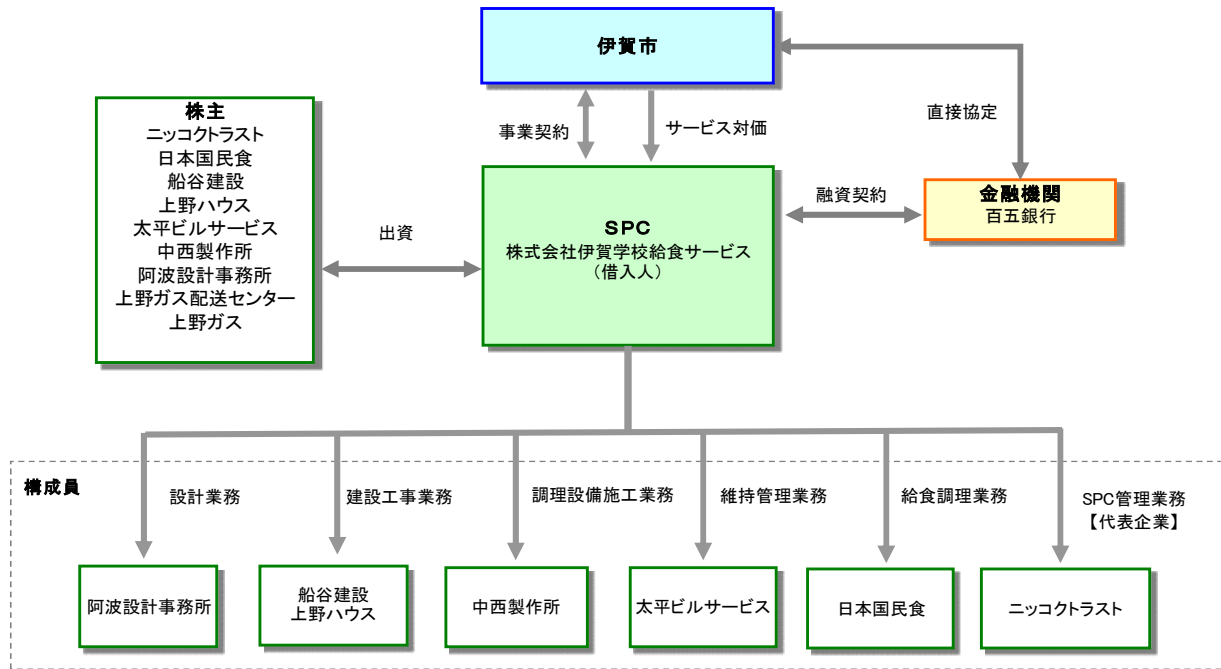 伊賀市
株主
ニッコクトラスト
日本国民食
船谷建設
上野ハウス
太平ビルサービス
中西製作所
阿波設計事務所
上野ガス配送センター
上野ガス
事業契約
サービス対価
直接協定
金融機関
百五銀行
融資契約
出資
SPC
株式会社伊賀学校給食サービス
（借入人）
構成員
設計業務
建設工事業務
調理設備施工業務
維持管理業務
給食調理業務
SPC管理業務
【代表企業】
阿波設計事務所
船谷建設
上野ハウス
中西製作所
太平ビルサービス
日本国民食
ニッコクトラスト